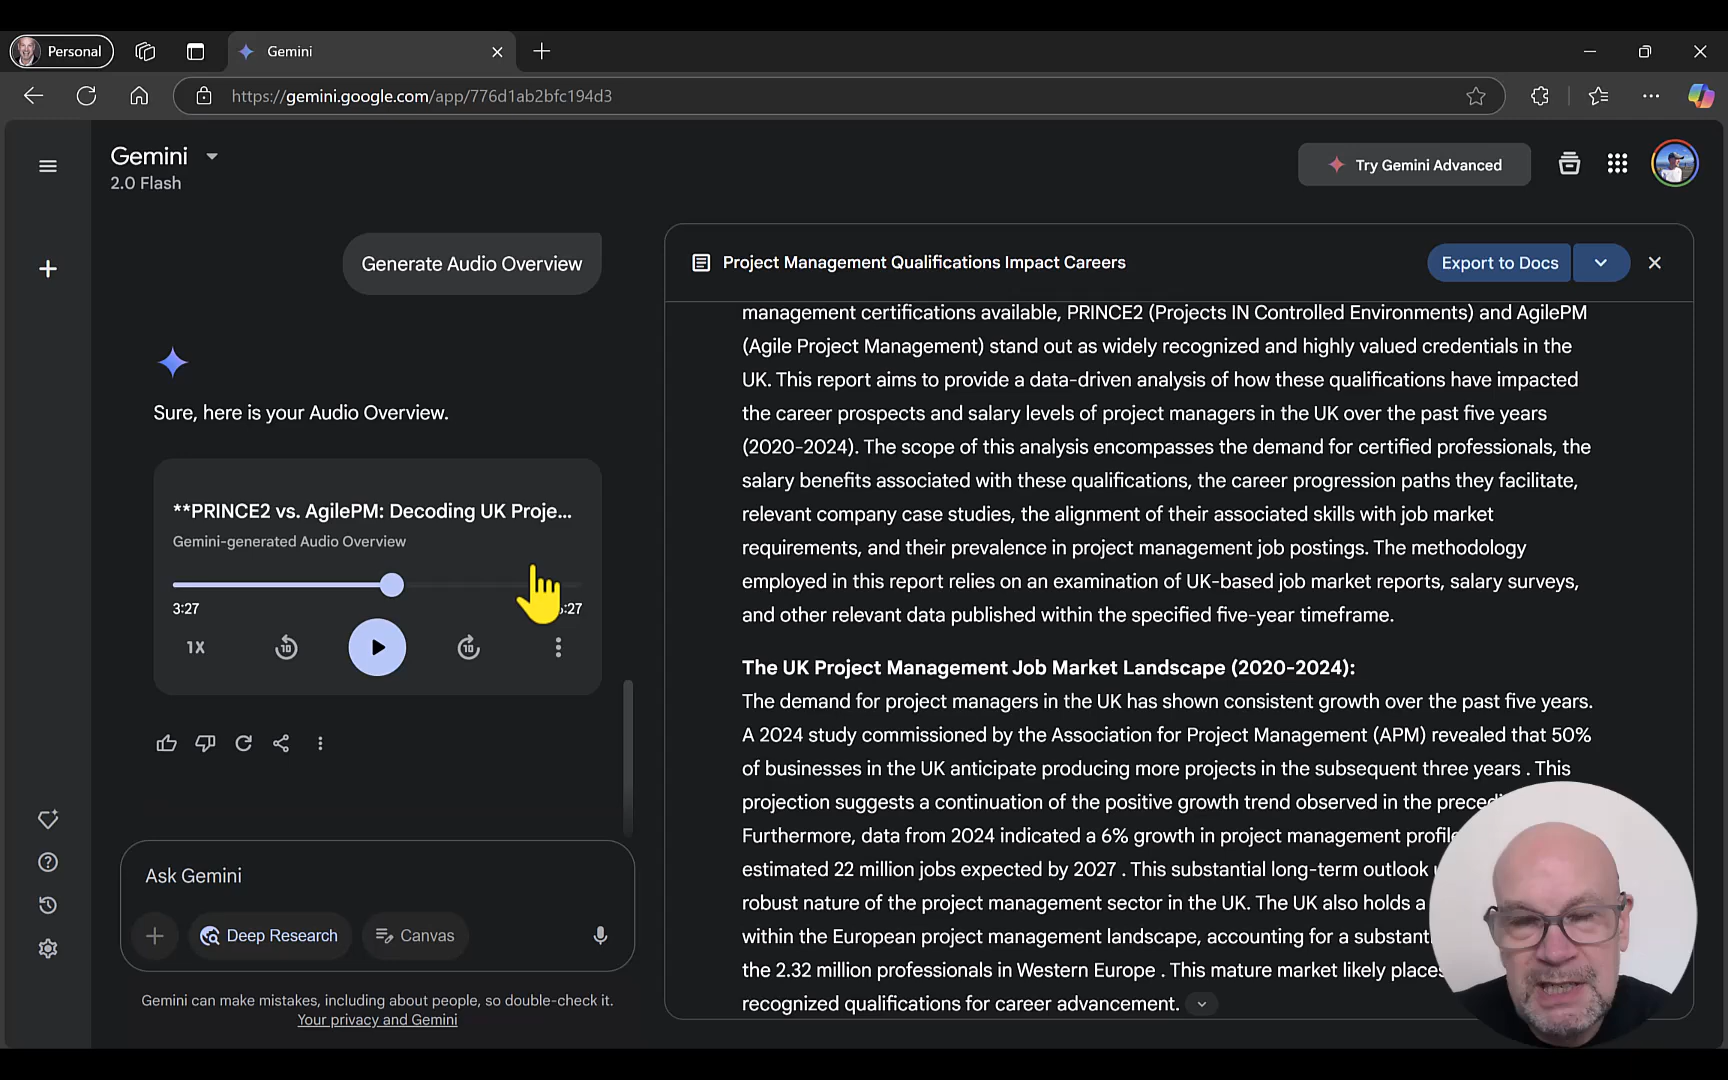 Personal
Gemini
https://gemini.google.com/app/776d1ab2bfc194d3
Gemini
2.0 Flash
Try Gemini Advanced
Generate Audio Overview
Sure, here is your Audio Overview.
**PRINCE2 vs. AgilePM: Decoding UK Proje...
Gemini-generated Audio Overview
3:27
:27
1X
10
10
Ask Gemini
Deep Research
Canvas
Gemini can make mistakes, including about people, so double-check it.
Your privacy and Gemini
Project Management Qualifications Impact Careers
Export to Docs
management certifications available, PRINCE2 (Projects IN Controlled Environments) and AgilePM
(Agile Project Management) stand out as widely recognized and highly valued credentials in the
UK. This report aims to provide a data-driven analysis of how these qualifications have impacted
the career prospects and salary levels of project managers in the UK over the past five years
(2020-2024). The scope of this analysis encompasses the demand for certified professionals, the
salary benefits associated with these qualifications, the career progression paths they facilitate,
relevant company case studies, the alignment of their associated skills with job market
requirements, and their prevalence in project management job postings. The methodology
employed in this report relies on an examination of UK-based job market reports, salary surveys,
and other relevant data published within the specified five-year timeframe.
The UK Project Management Job Market Landscape (2020-2024):
The demand for project managers in the UK has shown consistent growth over the past five years.
A 2024 study commissioned by the Association for Project Management (APM) revealed that 50%
of businesses in the UK anticipate producing more projects in the subsequent three years . This
projection suggests a continuation of the positive growth trend observed in the
Furthermore, data from 2024 indicated a 6% growth in project management
estimated 22 million jobs expected by 2027 . This substantial long-term outlook
robust nature of the project management sector in the UK. The UK also holds a
within the European project management landscape, accounting for a
the 2.32 million professionals in Western Europe . This mature market likely
recognized qualifications for career advancement.